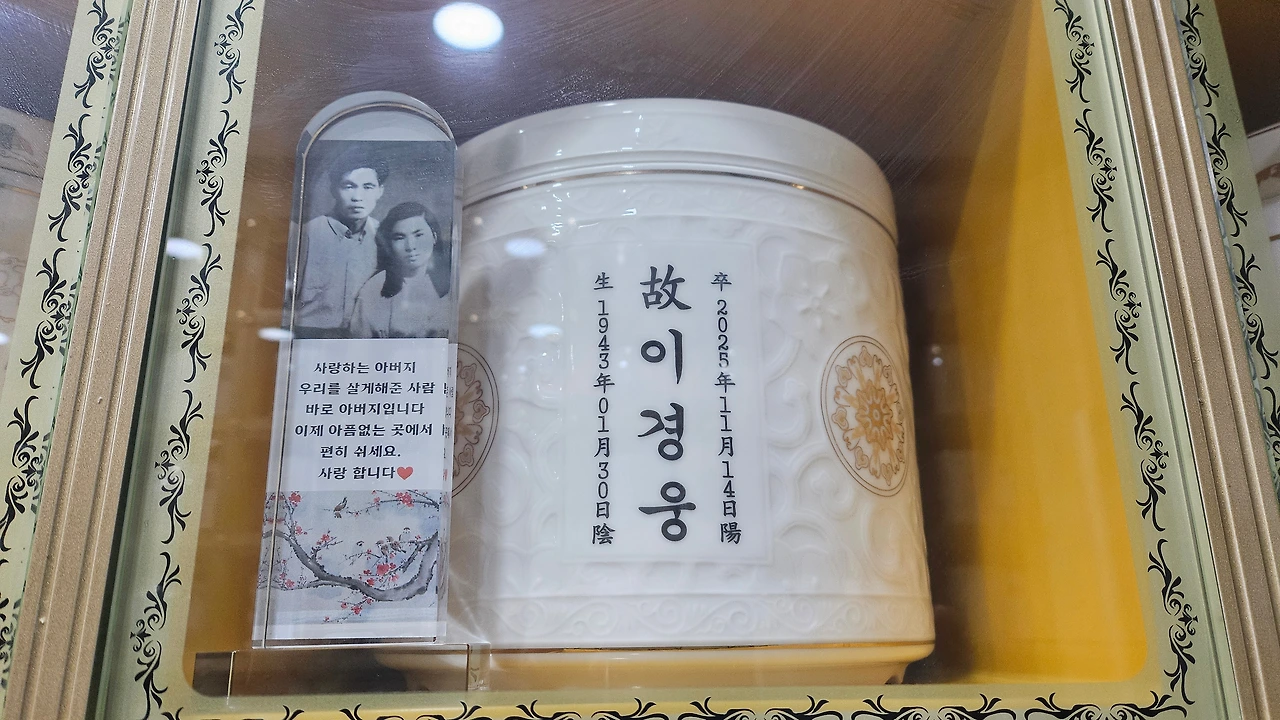 사랑하는 아버지
우리를 살게해준 사람
바로 아버지입니다
이제 아픔없는 곳에서
편히 쉬세요.
사랑 합니다♥
卒 2025年11月14日陽
故이경웅
生 1943年01月30日陰